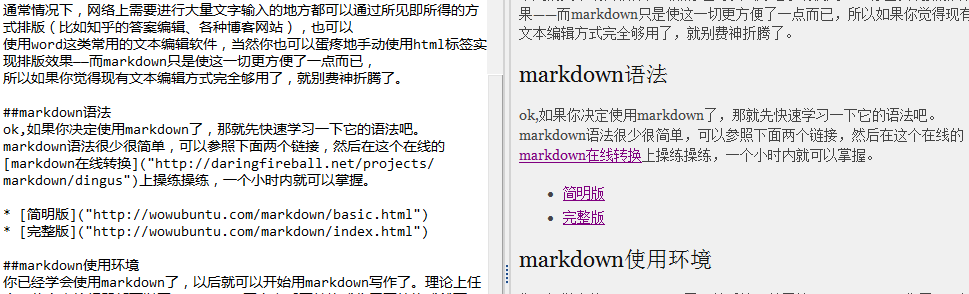 通常情况下，网络上需要进行大量文字输入的地方都可以通过所见即所得的方
式排版（比如知乎的答案编辑、各种博客网站），也可以
使用word这类常用的文本编辑软件，当然你也可以蛋疼地手动使用html标签实
现排版效果——而markdown只是使这一切更方便了一点而已，
所以如果你觉得现有文本编辑方式完全够用了，就别费神折腾了。
##markdown语法
ok,如果你决定使用markdown了，那就先快速学习一下它的语法吧。
markdown语法很少很简单，可以参照下面两个链接，然后在这个在线的
[markdown在线转换]("http://daringfireball.net/projects/
markdown/dingus")上操练操练，一个小时内就可以掌握。
* [简明版]("http://wowubuntu.com/markdown/basic.html")
* [完整版]("http://wowubuntu.com/markdown/index.html")
##markdown使用环境
你已经学会使用markdown了，以后就可以开始用markdown写作了。理论上任
果——而markdown只是使这一切更方便了一点而已，所以如果你觉得现有
文本编辑方式完全够用了，就别费神折腾了。
markdown语法
ok,如果你决定使用markdown了，那就先快速学习一下它的语法吧。
markdown语法很少很简单，可以参照下面两个链接，然后在这个在线的
markdown在线转换上操练操练，一个小时内就可以掌握。
• 简明版
• 完整版
markdown使用环境